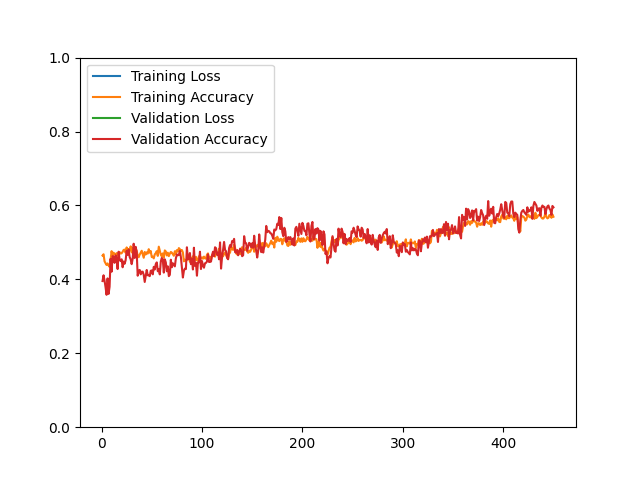 1.0
0.8
0.6
0.4
0.2
0.0
0 100 200 300 400
Training Loss
Training Accuracy
Validation Loss
Validation Accuracy